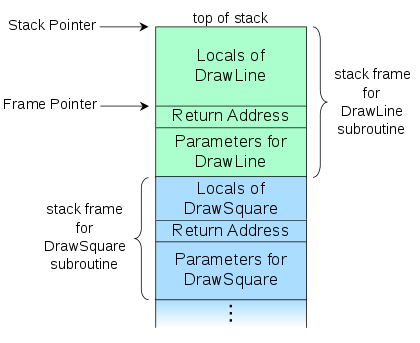 top of stack
Stack Pointer
Locals of
DrawLine
Frame Pointer
Return Address
Parameters for
DrawLine
stack frame
for
DrawLine
subroutine
Locals of
DrawSquare
Return Address
Parameters for
DrawSquare
stack frame
for
DrawSquare
subroutine
⋮